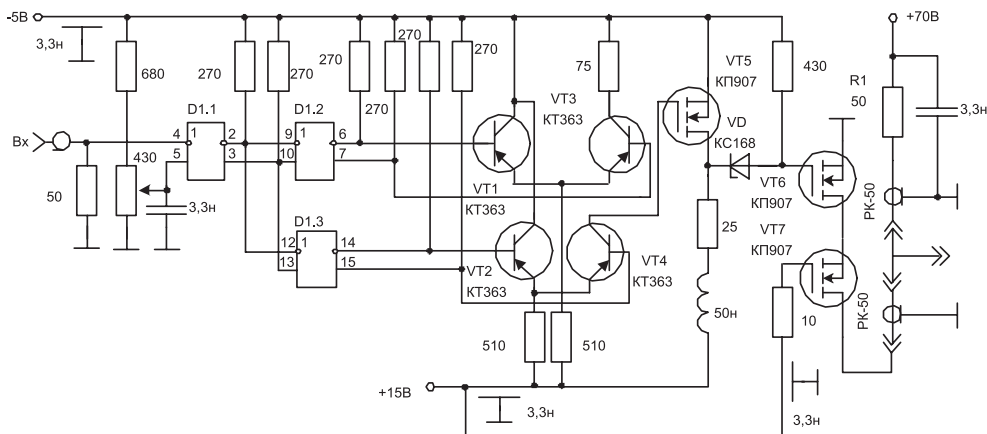 -5В
3,3н
680
270
270
270
270
270
75
VT5
КП907
430
+70В
R1
50
3,3н
D1.1
D1.2
VT3
КТ363
VD
КС168
Вх
4
1
2
9
1
6
5
3
10
7
430
50
3,3н
VT1
КТ363
VT6
КП907
РК-50
D1.3
12
1
14
13
15
VT2
КТ363
VT4
КТ363
25
VT7
КП907
50н
10
РК-50
510
510
+15В
3,3н
3,3н